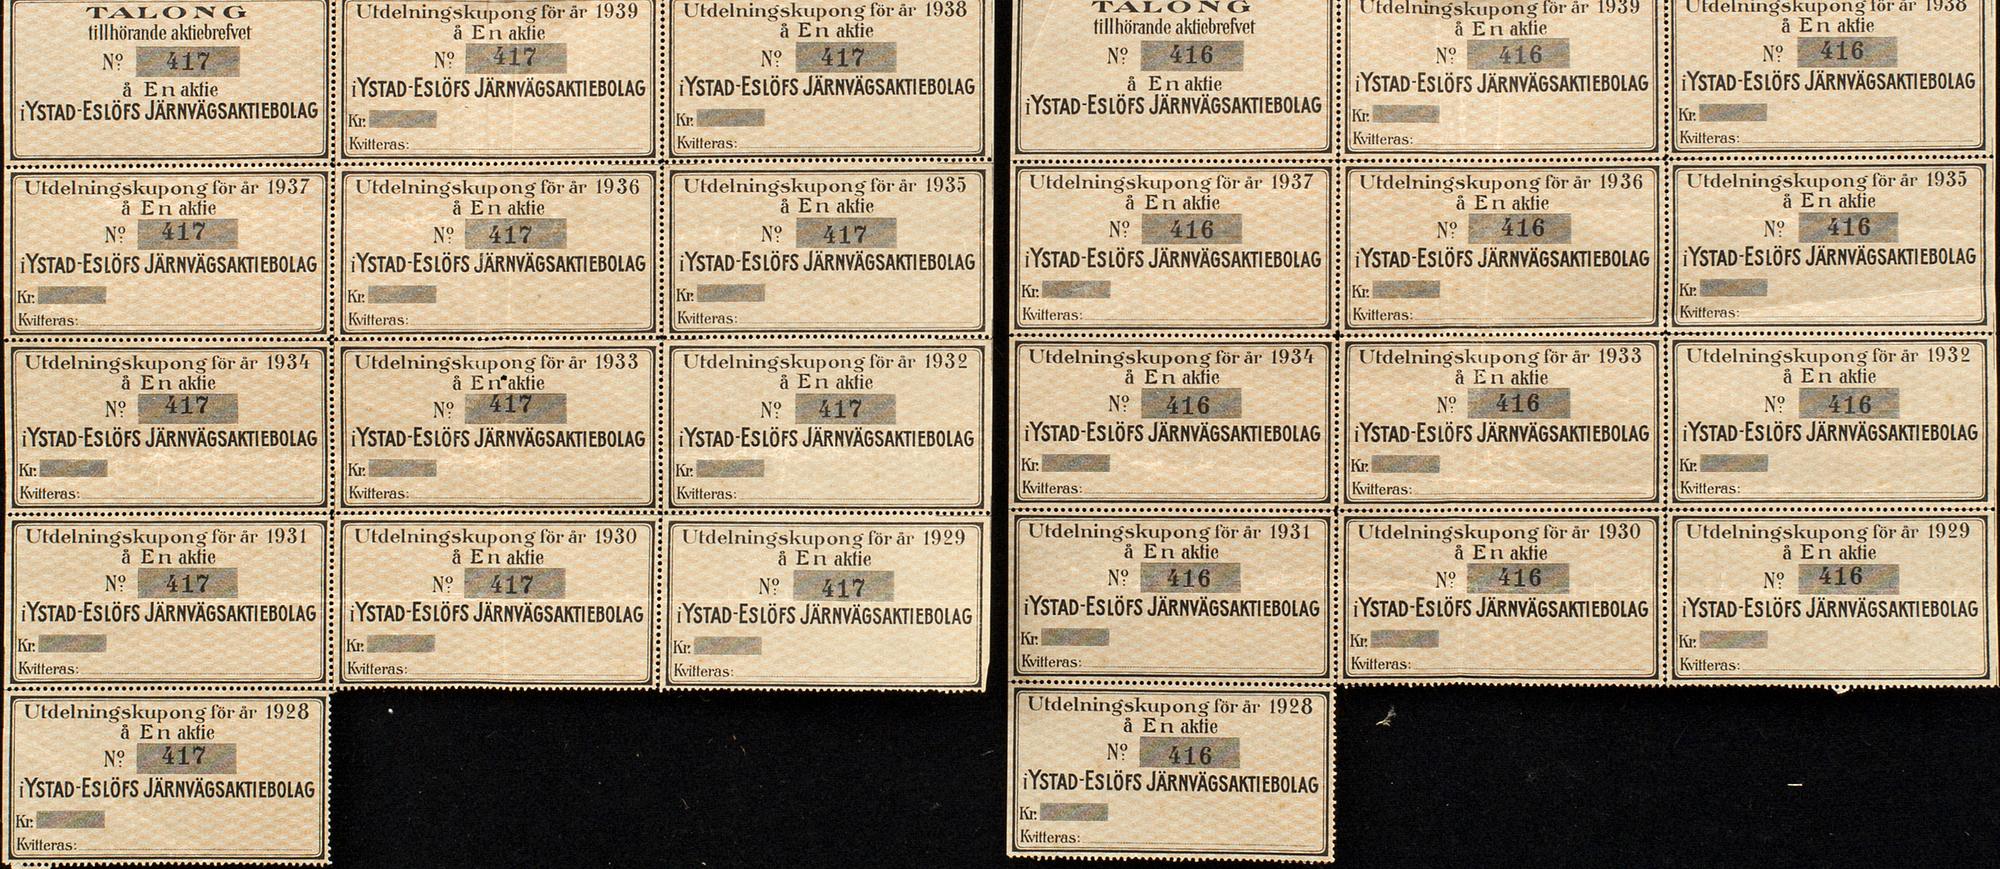 TALONG
tillhörande aktiebrefvet
Nº 417
à En aktie
i YSTAD-ESLÖFS JÄRNVÄGSAKTIEBOLAG
Utdelningskupong för år 1939
à En aktie
Nº 417
i YSTAD-ESLÖFS JÄRNVÄGSAKTIEBOLAG
Kr.
Kvitteras:
Utdelningskupong för år 1938
à En aktie
Nº 417
i YSTAD-ESLÖFS JÄRNVÄGSAKTIEBOLAG
Kr.
Kvitteras:
Utdelningskupong för år 1937
à En aktie
Nº 417
i YSTAD-ESLÖFS JÄRNVÄGSAKTIEBOLAG
Kr.
Kvitteras:
Utdelningskupong för år 1936
à En aktie
Nº 417
i YSTAD-ESLÖFS JÄRNVÄGSAKTIEBOLAG
Kr.
Kvitteras:
Utdelningskupong för år 1935
à En aktie
Nº 417
i YSTAD-ESLÖFS JÄRNVÄGSAKTIEBOLAG
Kr.
Kvitteras:
Utdelningskupong för år 1934
à En aktie
Nº 417
i YSTAD-ESLÖFS JÄRNVÄGSAKTIEBOLAG
Kr.
Kvitteras:
Utdelningskupong för år 1933
à En aktie
Nº 417
i YSTAD-ESLÖFS JÄRNVÄGSAKTIEBOLAG
Kr.
Kvitteras:
Utdelningskupong för år 1932
à En aktie
Nº 417
i YSTAD-ESLÖFS JÄRNVÄGSAKTIEBOLAG
Kr.
Kvitteras:
Utdelningskupong för år 1931
à En aktie
Nº 417
i YSTAD-ESLÖFS JÄRNVÄGSAKTIEBOLAG
Kr.
Kvitteras:
Utdelningskupong för år 1930
à En aktie
Nº 417
i YSTAD-ESLÖFS JÄRNVÄGSAKTIEBOLAG
Kr.
Kvitteras:
Utdelningskupong för år 1929
à En aktie
Nº 417
i YSTAD-ESLÖFS JÄRNVÄGSAKTIEBOLAG
Kr.
Kvitteras:
Utdelningskupong för år 1928
à En aktie
Nº 417
i YSTAD-ESLÖFS JÄRNVÄGSAKTIEBOLAG
Kr.
Kvitteras:
TALONG
tillhörande aktiebrefvet
Nº 416
à En aktie
i YSTAD-ESLÖFS JÄRNVÄGSAKTIEBOLAG
Utdelningskupong för år 1939
à En aktie
Nº 416
i YSTAD-ESLÖFS JÄRNVÄGSAKTIEBOLAG
Kr.
Kvitteras:
Utdelningskupong för år 1938
à En aktie
Nº 416
i YSTAD-ESLÖFS JÄRNVÄGSAKTIEBOLAG
Kr.
Kvitteras:
Utdelningskupong för år 1937
à En aktie
Nº 416
i YSTAD-ESLÖFS JÄRNVÄGSAKTIEBOLAG
Kr.
Kvitteras:
Utdelningskupong för år 1936
à En aktie
Nº 416
i YSTAD-ESLÖFS JÄRNVÄGSAKTIEBOLAG
Kr.
Kvitteras:
Utdelningskupong för år 1935
à En aktie
Nº 416
i YSTAD-ESLÖFS JÄRNVÄGSAKTIEBOLAG
Kr.
Kvitteras:
Utdelningskupong för år 1934
à En aktie
Nº 416
i YSTAD-ESLÖFS JÄRNVÄGSAKTIEBOLAG
Kr.
Kvitteras:
Utdelningskupong för år 1933
à En aktie
Nº 416
i YSTAD-ESLÖFS JÄRNVÄGSAKTIEBOLAG
Kr.
Kvitteras:
Utdelningskupong för år 1932
à En aktie
Nº 416
i YSTAD-ESLÖFS JÄRNVÄGSAKTIEBOLAG
Kr.
Kvitteras:
Utdelningskupong för år 1931
à En aktie
Nº 416
i YSTAD-ESLÖFS JÄRNVÄGSAKTIEBOLAG
Kr.
Kvitteras:
Utdelningskupong för år 1930
à En aktie
Nº 416
i YSTAD-ESLÖFS JÄRNVÄGSAKTIEBOLAG
Kr.
Kvitteras:
Utdelningskupong för år 1929
à En aktie
Nº 416
i YSTAD-ESLÖFS JÄRNVÄGSAKTIEBOLAG
Kr.
Kvitteras:
Utdelningskupong för år 1928
à En aktie
Nº 416
i YSTAD-ESLÖFS JÄRNVÄGSAKTIEBOLAG
Kr.
Kvitteras: